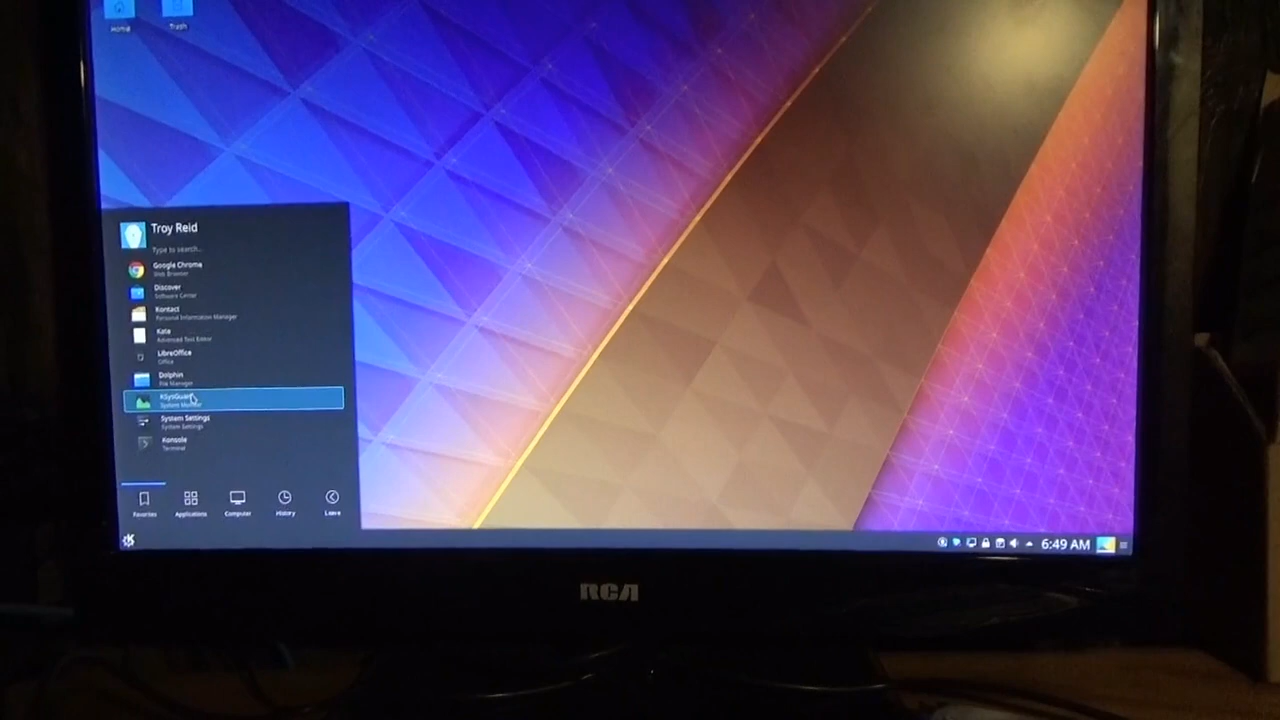 Home
Trash
Troy Reid
Type to search...
Google Chrome
Web Browser
Discover
Software Center
Kontact
Personal Information Manager
Kate
Advanced Text Editor
LibreOffice
Office
Dolphin
File Manager
KSysGuard
System Monitor
System Settings
System Settings
Konsole
Terminal
Favorites
Applications
Computer
History
Leave
6:49 AM
RCA